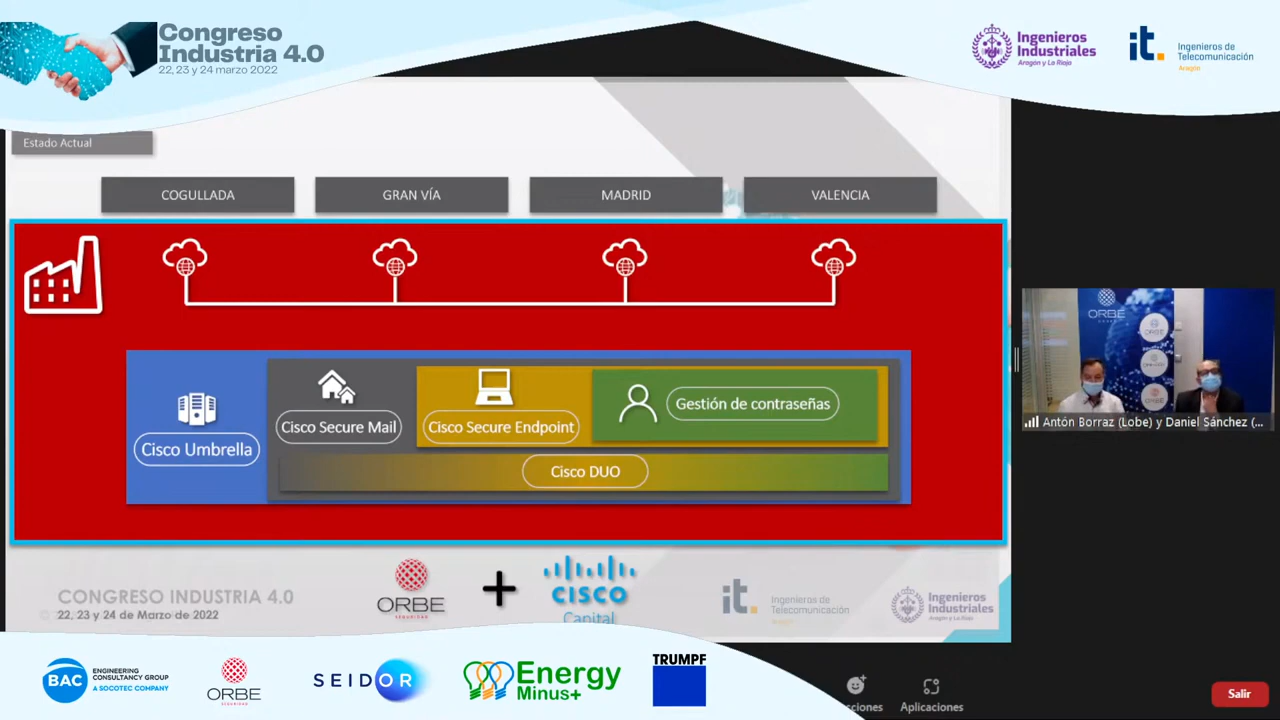 Congreso
Industria 4.0
22, 23 y 24 marzo 2022
Ingenieros
Industriales
Aragón y La Rioja
it.
Ingenieros de
Telecomunicación
Aragón
Estado Actual
COGULLADA
GRAN VÍA
MADRID
VALENCIA
Cisco Umbrella
Cisco Secure Mail
Cisco Secure Endpoint
Gestión de contraseñas
Cisco DUO
ORBE
Antón Borraz (Lobe) y Daniel Sánchez (...
CONGRESO INDUSTRIA 4.0
22, 23 y 24 de Marzo de 2022
ORBE
SEGURIDAD
+
CISCO
Capital
it.
Ingenieros de
Telecomunicación
Ingenieros
Industriales
BAC
ENGINEERING
CONSULTANCY GROUP
A SOCOTEC COMPANY
ORBE
SEGURIDAD
SEIDOR
Energy
Minus+
TRUMPF
cciones
Aplicaciones
Salir